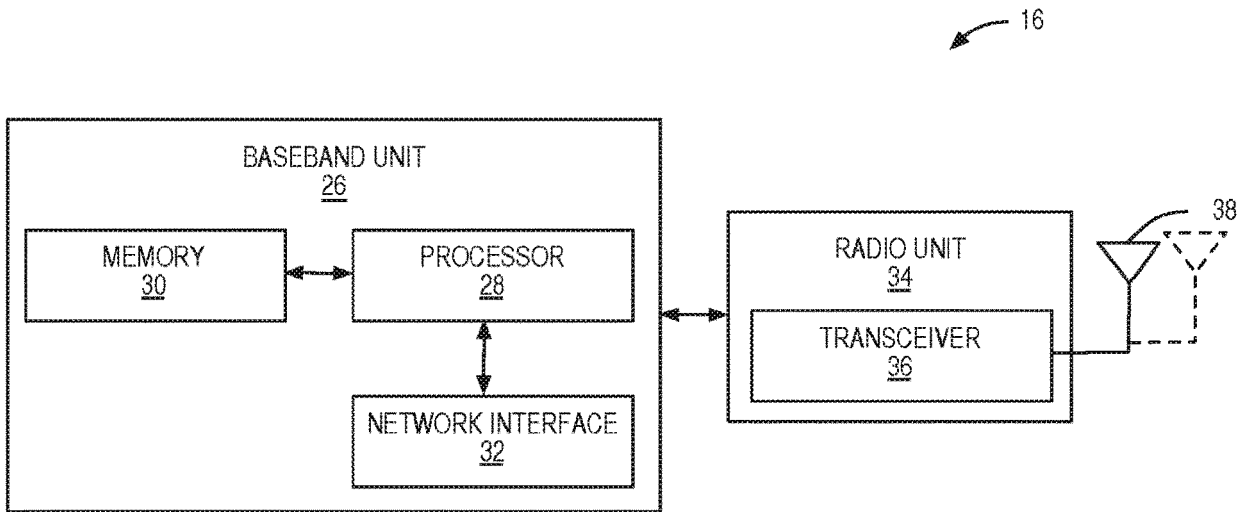 16
BASEBAND UNIT
26
MEMORY
30
PROCESSOR
28
NETWORK INTERFACE
32
RADIO UNIT
34
TRANSCEIVER
36
38